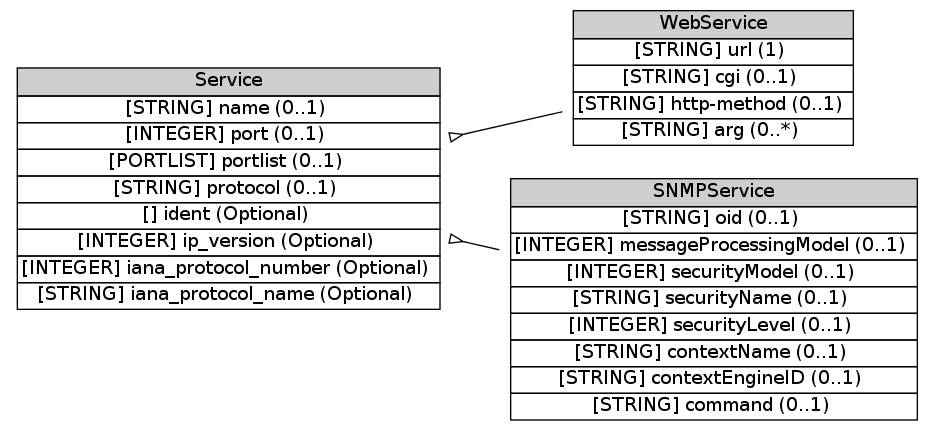 Service
[STRING] name (0..1)
[INTEGER] port (0..1)
[PORTLIST] portlist (0..1)
[STRING] protocol (0..1)
[] ident (Optional)
[INTEGER] ip_version (Optional)
[INTEGER] iana_protocol_number (Optional)
[STRING] iana_protocol_name (Optional)
WebService
[STRING] url (1)
[STRING] cgi (0..1)
[STRING] http-method (0..1)
[STRING] arg (0..*)
SNMPService
[STRING] oid (0..1)
[INTEGER] messageProcessingModel (0..1)
[INTEGER] securityModel (0..1)
[STRING] securityName (0..1)
[INTEGER] securityLevel (0..1)
[STRING] contextName (0..1)
[STRING] contextEngineID (0..1)
[STRING] command (0..1)